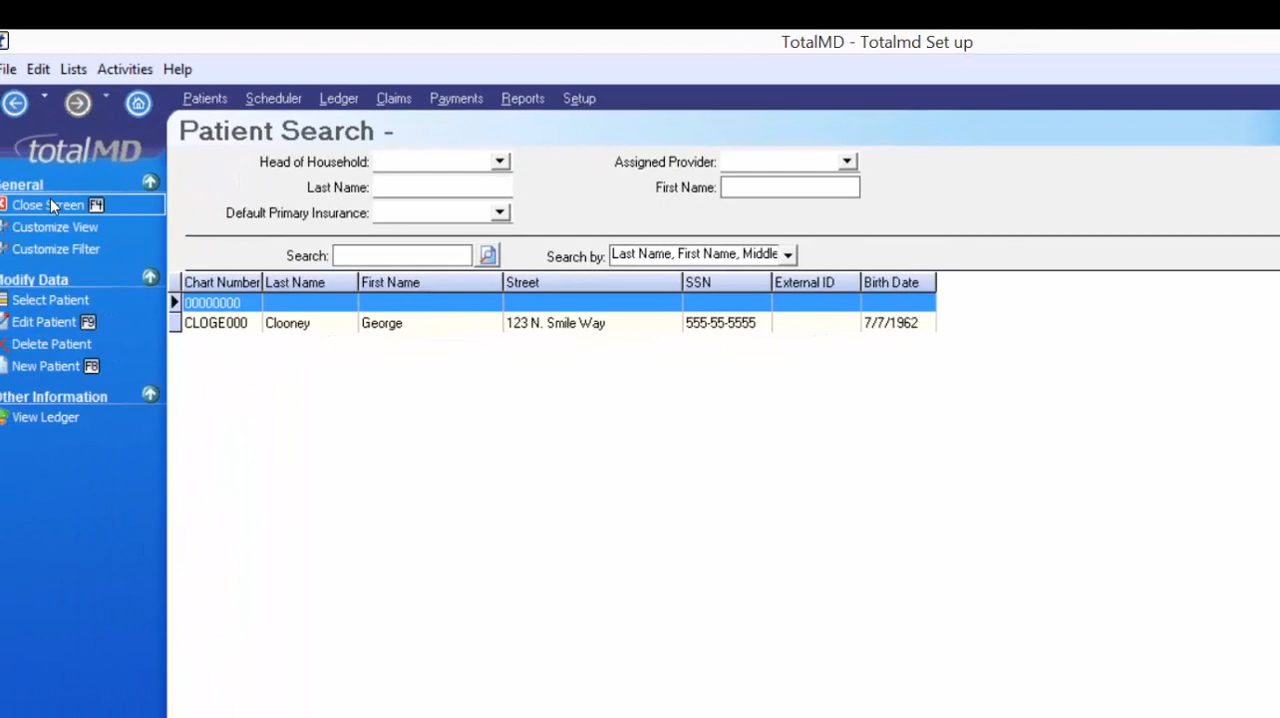 TotalMD - Totalmd Set up
File Edit Lists Activities Help
Patients Scheduler Ledger Claims Payments Reports Setup
totalMD
Patient Search -
Head of Household:
Assigned Provider:
Last Name:
First Name:
Default Primary Insurance:
Search:
Search by: Last Name, First Name, Middle
General
Close Screen F4
Customize View
Customize Filter
Modify Data
Select Patient
Edit Patient F9
Delete Patient
New Patient F8
Other Information
View Ledger
Chart Number Last Name First Name Street SSN External ID Birth Date
00000000
CLOGE000 Clooney George 123 N. Smile Way 555-55-5555 7/7/1962